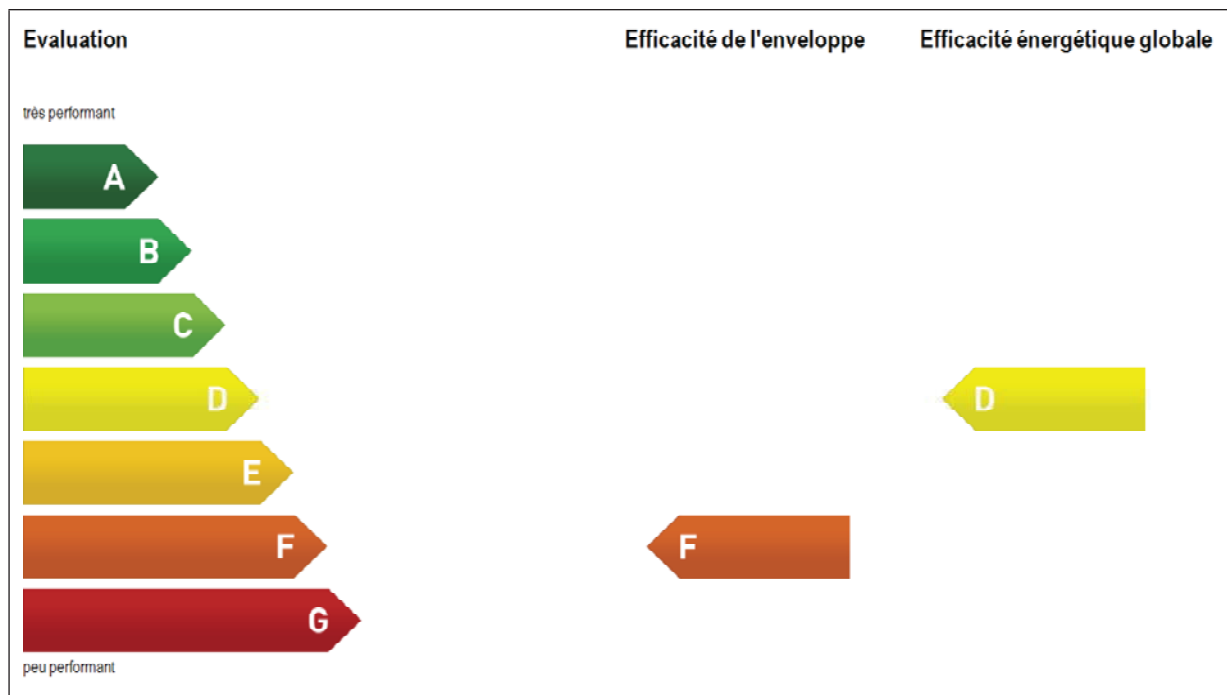 Evaluation Efficacité de l'enveloppe Efficacité énergétique globale
très performant
A
B
C
D D
E
F F
G
peu performant